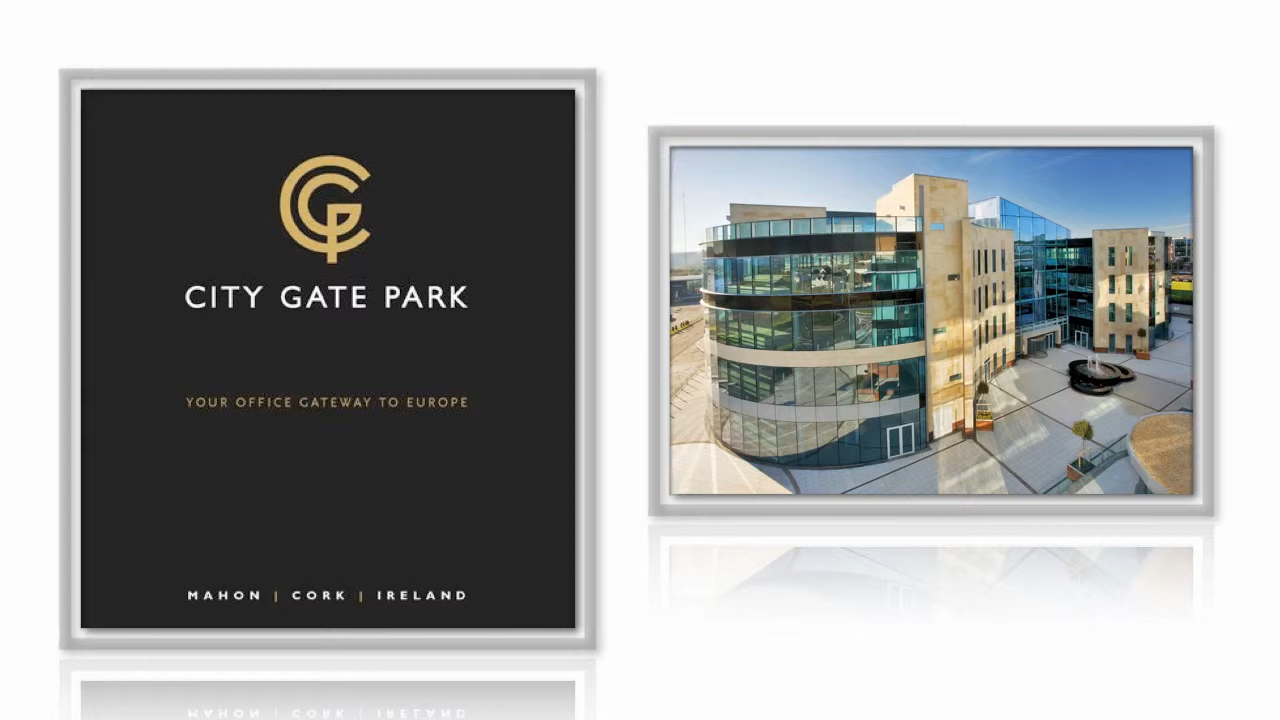 CITY GATE PARK
YOUR OFFICE GATEWAY TO EUROPE
MAHON | CORK | IRELAND